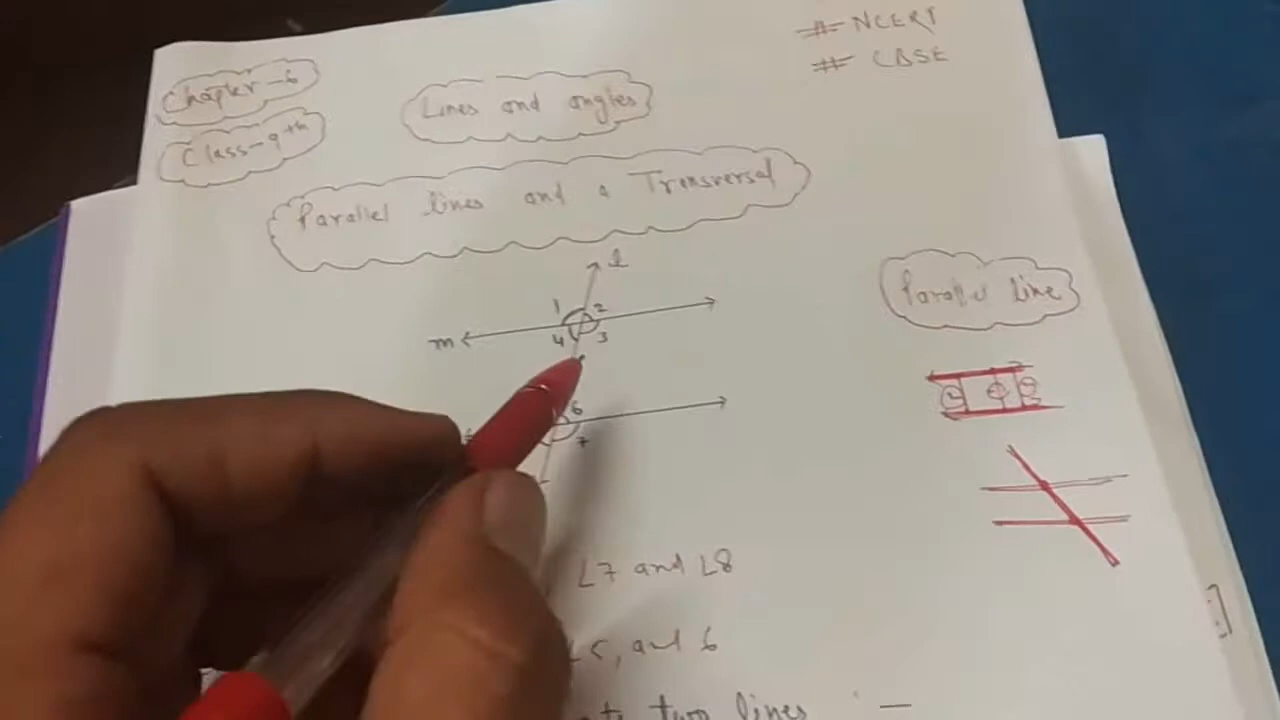 # NCERT
# CBSE
Chapter-6
Class-9th
Lines and angles
Parallel lines and a Transversal
l
1 2
m
4 3
6
7
Parallel line
∠7 and ∠8
5, and 6
two lines : —